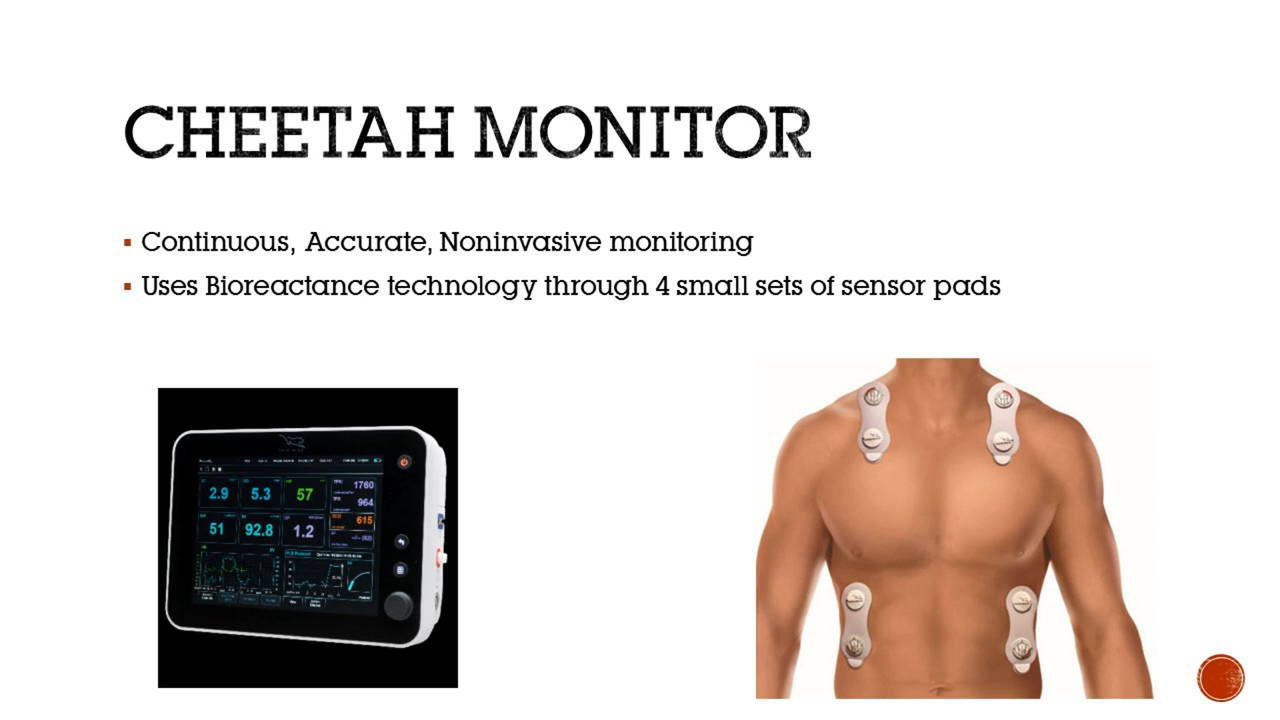 CHEETAH MONITOR
▪ Continuous, Accurate, Noninvasive monitoring
▪ Uses Bioreactance technology through 4 small sets of sensor pads
2.9 5.3 57
1760
964
51 92.8 1.2
615